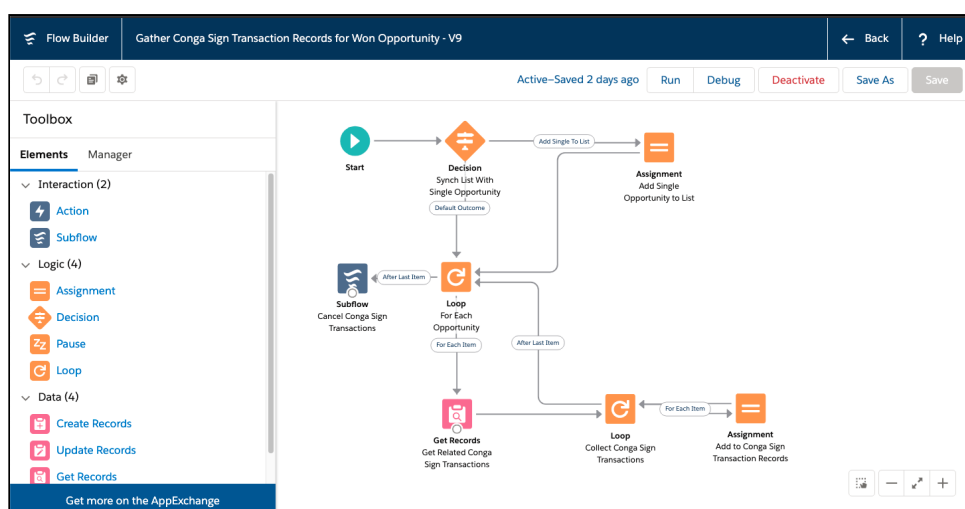 Flow Builder
Gather Conga Sign Transaction Records for Won Opportunity - V9
Back
? Help
Active–Saved 2 days ago
Run
Debug
Deactivate
Save As
Save
Toolbox
Elements
Manager
Interaction (2)
Action
Subflow
Logic (4)
Assignment
Decision
Pause
Loop
Data (4)
Create Records
Update Records
Get Records
Get more on the AppExchange
Start
Decision
Synch List With
Single Opportunity
Default Outcome
Add Single To List
Assignment
Add Single
Opportunity to List
After Last Item
Subflow
Cancel Conga Sign
Transactions
Loop
For Each
Opportunity
For Each Item
After Last Item
Get Records
Get Related Conga
Sign Transactions
Loop
Collect Conga Sign
Transactions
For Each Item
Assignment
Add to Conga Sign
Transaction Records